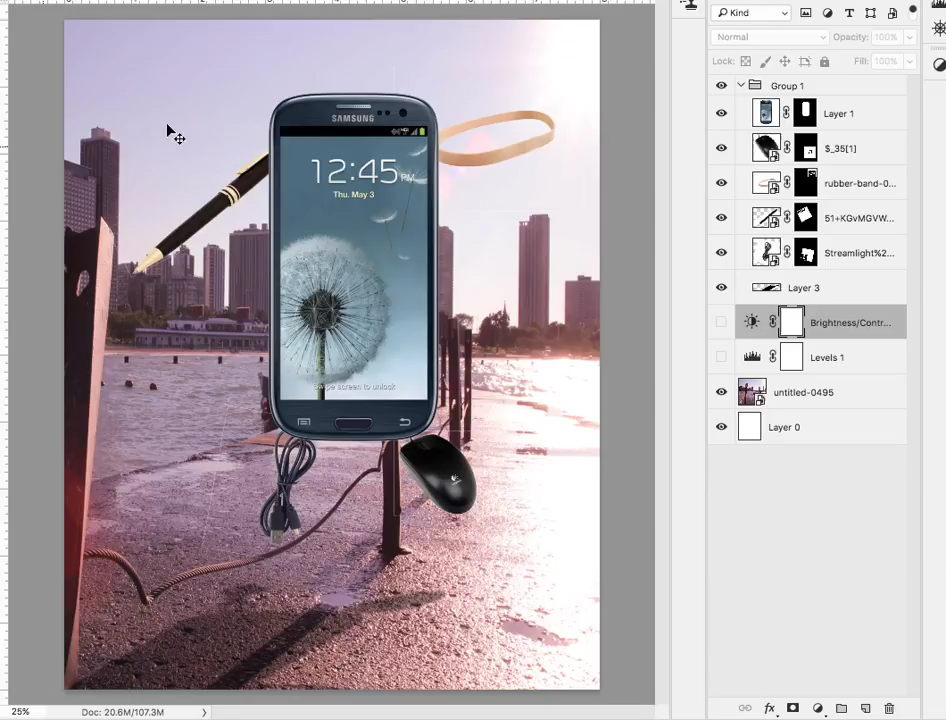 Kind
Normal
Opacity: 100%
Lock:
Fill: 100%
Group 1
Layer 1
$_35[1]
rubber-band-0...
51+KGvMGVW...
Streamlight%2...
Layer 3
Brightness/Contr...
Levels 1
untitled-0495
Layer 0
SAMSUNG
12:45PM
Thu. May 3
Swipe screen to unlock
25%
Doc: 20.6M/107.3M
fx